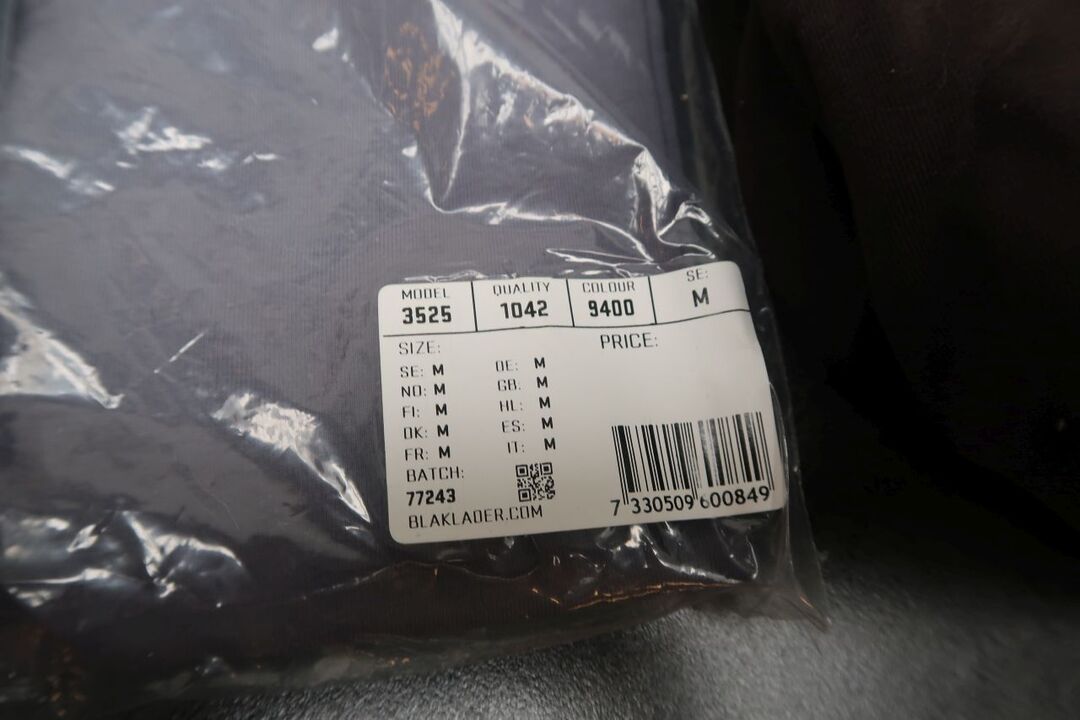 MODEL QUALITY COLOUR SE:
3525 1042 9400 M
SIZE: PRICE:
SE: M DE: M
NO: M GB: M
FI: M NL: M
DK: M ES: M
FR: M IT: M
BATCH:
77243
BLAKLADER.COM
7 330509 600849